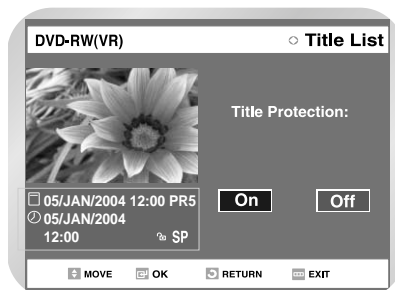 DVD-RW(VR)
Title List
Title Protection:
On Off
05/JAN/2004 12:00 PR5
05/JAN/2004
12:00 SP
MOVE OK RETURN EXIT